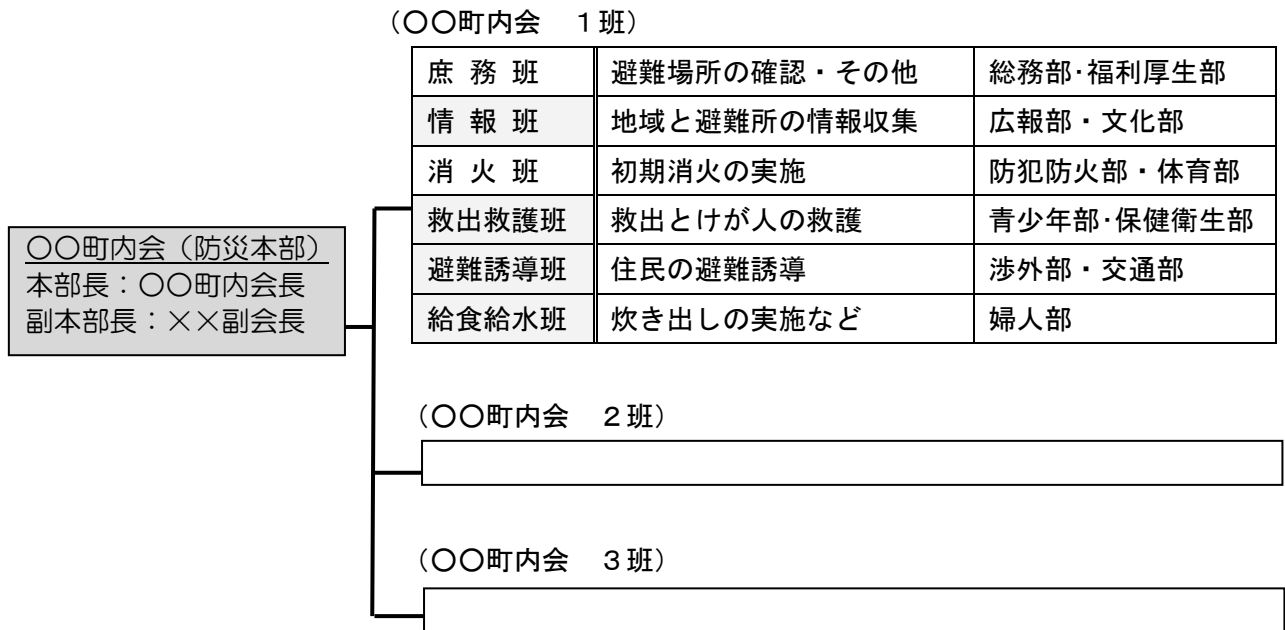 (〇〇町内会　１班)
庶 務 班　避難場所の確認・その他　総務部･福利厚生部
情 報 班　地域と避難所の情報収集　広報部・文化部
消 火 班　初期消火の実施　防犯防火部・体育部
救出救護班　救出とけが人の救護　青少年部･保健衛生部
避難誘導班　住民の避難誘導　渉外部・交通部
給食給水班　炊き出しの実施など　婦人部
〇〇町内会（防災本部）
本部長：〇〇町内会長
副本部長：××副会長
(〇〇町内会　２班)
(〇〇町内会　３班)